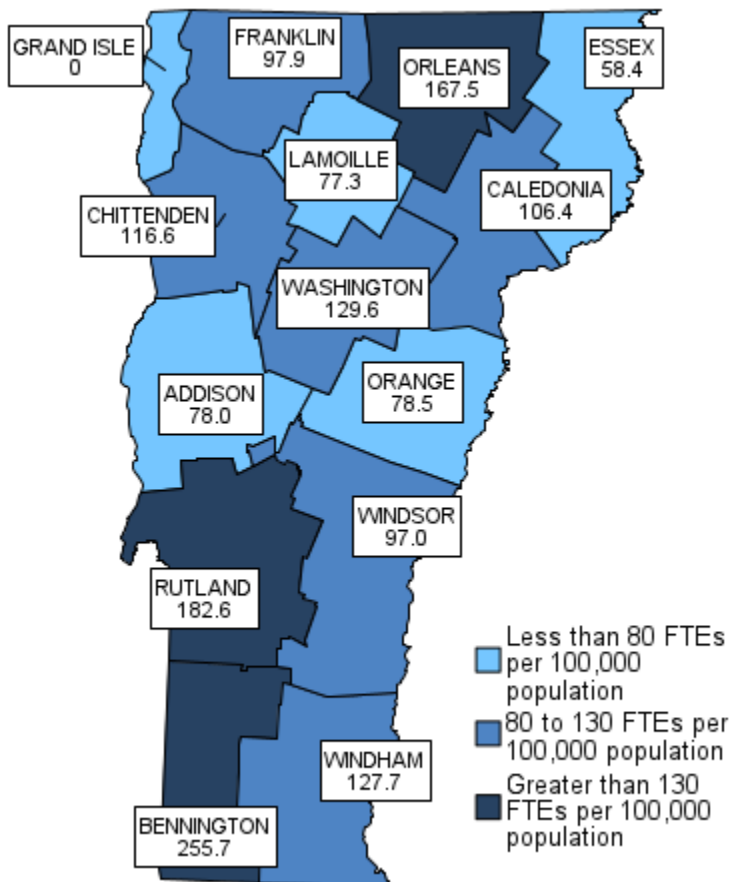 GRAND ISLE
0
FRANKLIN
97.9
ORLEANS
167.5
ESSEX
58.4
LAMOILLE
77.3
CALEDONIA
106.4
CHITTENDEN
116.6
WASHINGTON
129.6
ADDISON
78.0
ORANGE
78.5
WINDSOR
97.0
RUTLAND
182.6
WINDHAM
127.7
BENNINGTON
255.7
Less than 80 FTEs
per 100,000
population
80 to 130 FTEs per
100,000 population
Greater than 130
FTEs per 100,000
population